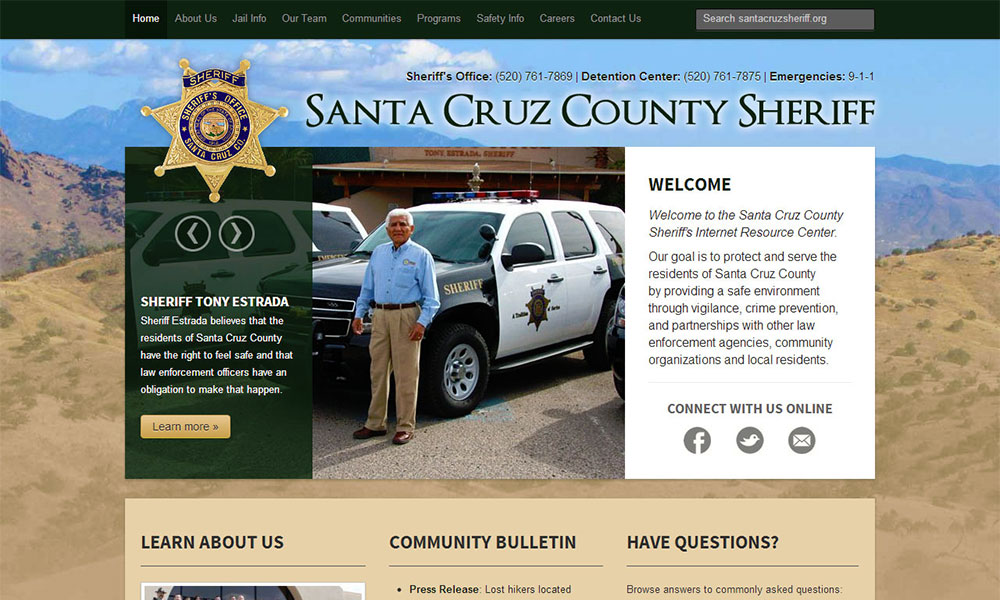 Home About Us Jail Info Our Team Communities Programs Safety Info Careers Contact Us Search santacruzsheriff.org
Sheriff's Office: (520) 761-7869 | Detention Center: (520) 761-7875 | Emergencies: 9-1-1
SANTA CRUZ COUNTY SHERIFF
SHERIFF
SHERIFF'S OFFICE
SANTA CRUZ CO.
TONY ESTRADA, SHERIFF
SHERIFF
SHERIFF TONY ESTRADA
Sheriff Estrada believes that the
residents of Santa Cruz County
have the right to feel safe and that
law enforcement officers have an
obligation to make that happen.
Learn more »
WELCOME
Welcome to the Santa Cruz County
Sheriff's Internet Resource Center.
Our goal is to protect and serve the
residents of Santa Cruz County
by providing a safe environment
through vigilance, crime prevention,
and partnerships with other law
enforcement agencies, community
organizations and local residents.
CONNECT WITH US ONLINE
LEARN ABOUT US
COMMUNITY BULLETIN
• Press Release: Lost hikers located
HAVE QUESTIONS?
Browse answers to commonly asked questions: